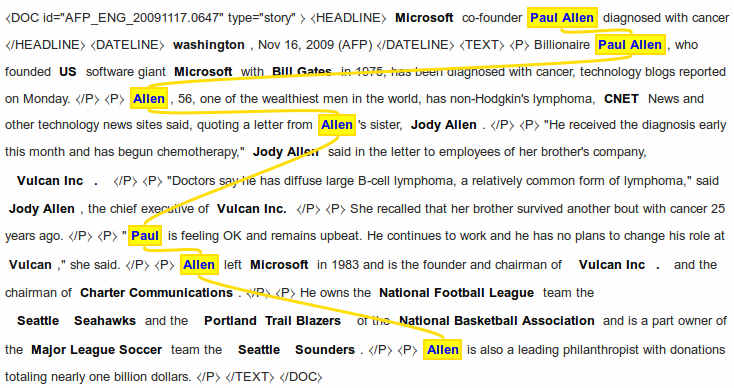 〈DOC id="AFP_ENG_20091117.0647" type="story" 〉 〈HEADLINE〉 Microsoft co-founder Paul Allen diagnosed with cancer
〈/HEADLINE〉 〈DATELINE〉 washington , Nov 16, 2009 (AFP) 〈/DATELINE〉 〈TEXT〉 〈P〉 Billionaire Paul Allen , who
founded US software giant Microsoft with Bill Gates in 1975, has been diagnosed with cancer, technology blogs reported
on Monday. 〈/P〉 〈P〉 Allen , 56, one of the wealthiest men in the world, has non-Hodgkin's lymphoma, CNET News and
other technology news sites said, quoting a letter from Allen 's sister, Jody Allen . 〈/P〉 〈P〉 "He received the diagnosis early
this month and has begun chemotherapy," Jody Allen said in the letter to employees of her brother's company,
Vulcan Inc . 〈/P〉 〈P〉 "Doctors say he has diffuse large B-cell lymphoma, a relatively common form of lymphoma," said
Jody Allen , the chief executive of Vulcan Inc. 〈/P〉 〈P〉 She recalled that her brother survived another bout with cancer 25
years ago. 〈/P〉 〈P〉 " Paul is feeling OK and remains upbeat. He continues to work and he has no plans to change his role at
Vulcan ," she said. 〈/P〉 〈P〉 Allen left Microsoft in 1983 and is the founder and chairman of Vulcan Inc . and the
chairman of Charter Communications . 〈/P〉 〈P〉 He owns the National Football League team the
Seattle Seahawks and the Portland Trail Blazers of the National Basketball Association and is a part owner of
the Major League Soccer team the Seattle Sounders . 〈/P〉 〈P〉 Allen is also a leading philanthropist with donations
totaling nearly one billion dollars. 〈/P〉 〈/TEXT〉 〈/DOC〉